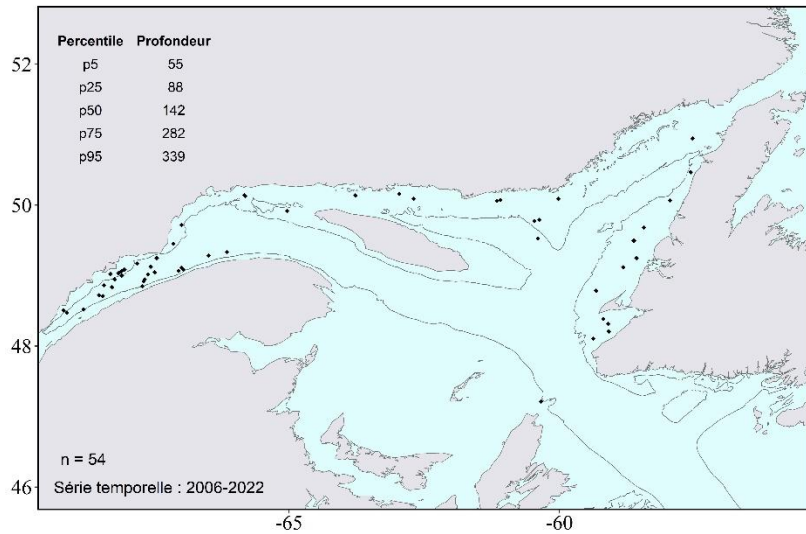 Percentile Profondeur
p5 55
p25 88
p50 142
p75 282
p95 339
52
50
48
46
n = 54
Série temporelle : 2006-2022
-65 -60